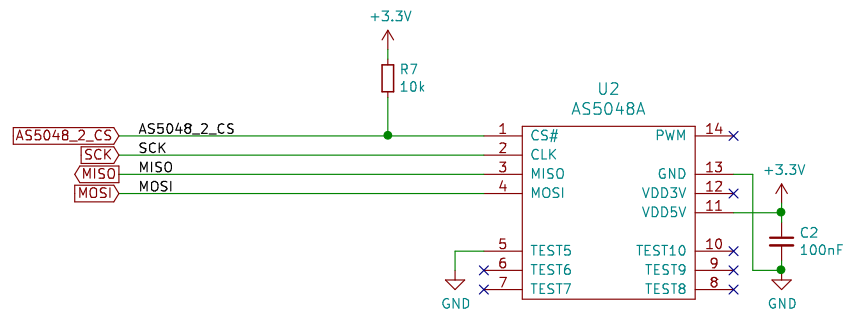 +3.3V
R7
10k
U2
AS5048A
AS5048_2_CS AS5048_2_CS 1 CS# PWM 14
SCK SCK 2 CLK
MISO MISO 3 MISO GND 13
MOSI MOSI 4 MOSI VDD3V 12
+3.3V
VDD5V 11
C2
100nF
5 TEST5 TEST10 10
6 TEST6 TEST9 9
7 TEST7 TEST8 8
GND GND